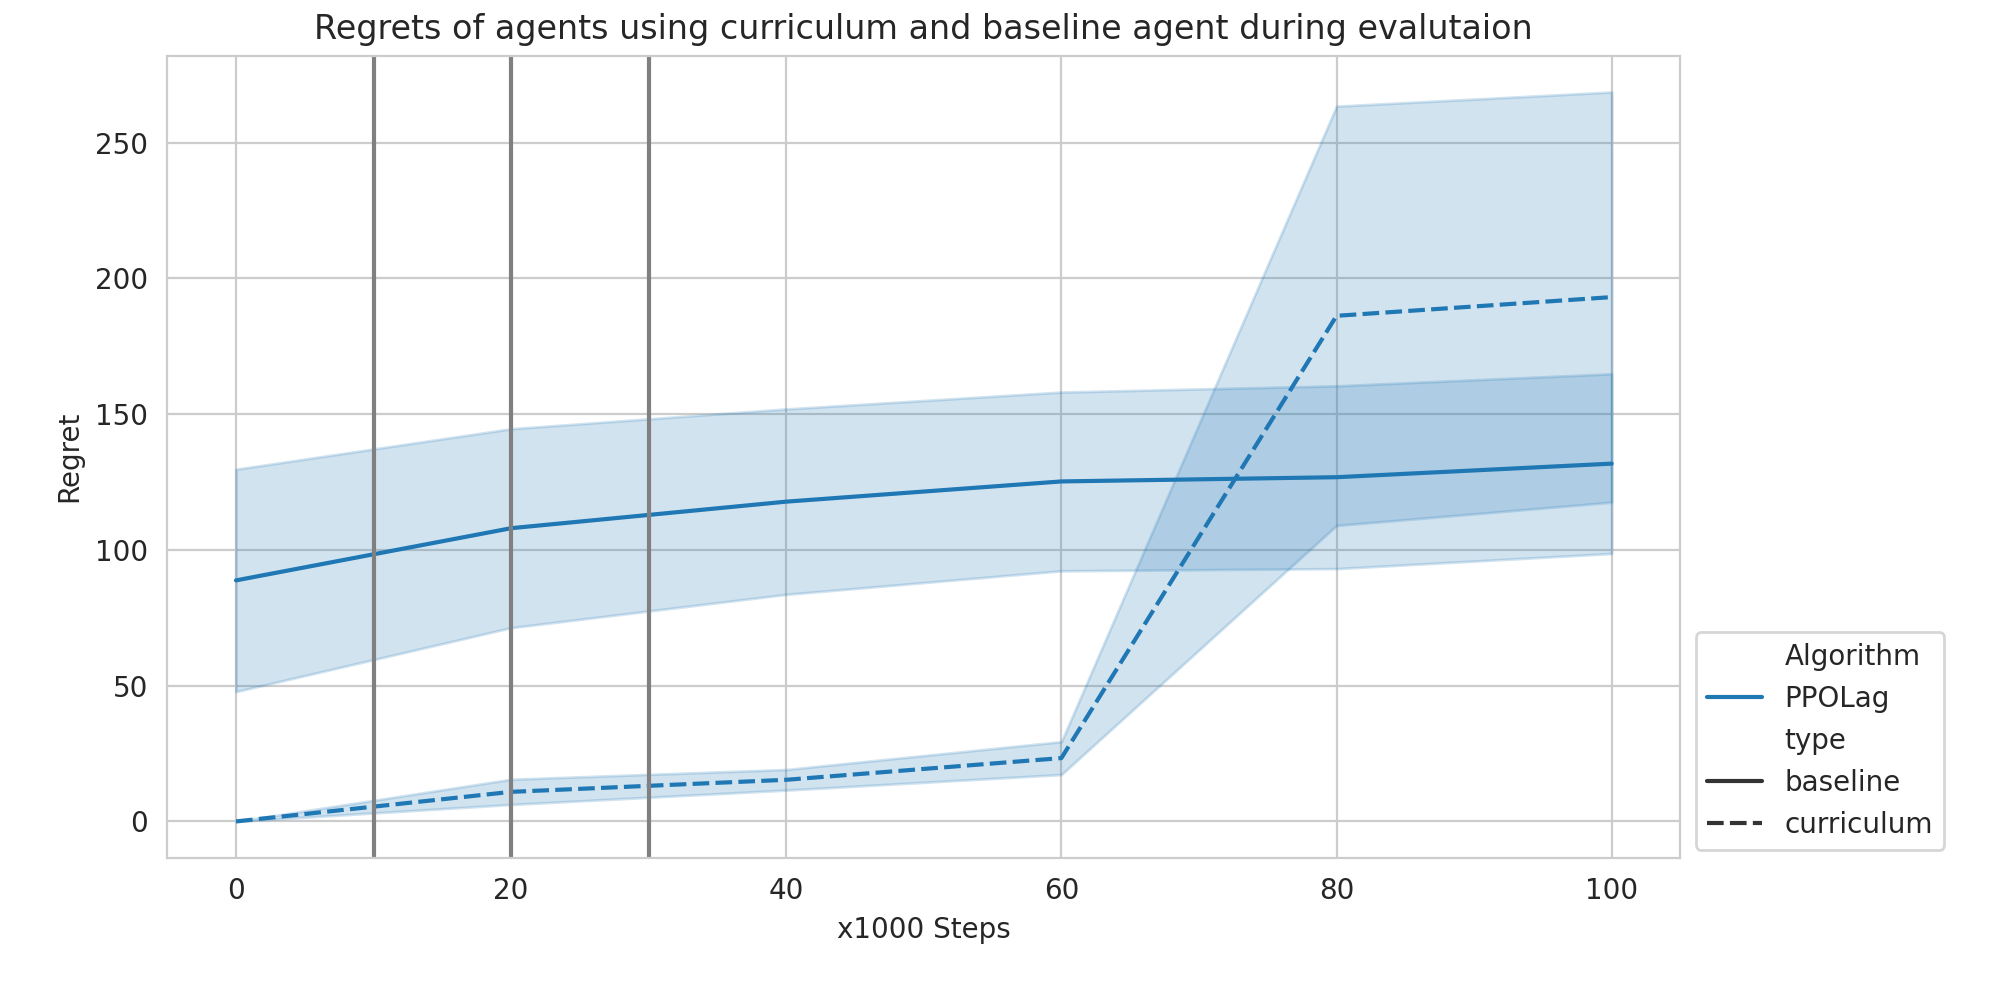 Regrets of agents using curriculum and baseline agent during evalutaion
250
200
150
100
50
0
Regret
0 20 40 60 80 100
x1000 Steps
Algorithm
PPOLag
type
baseline
curriculum